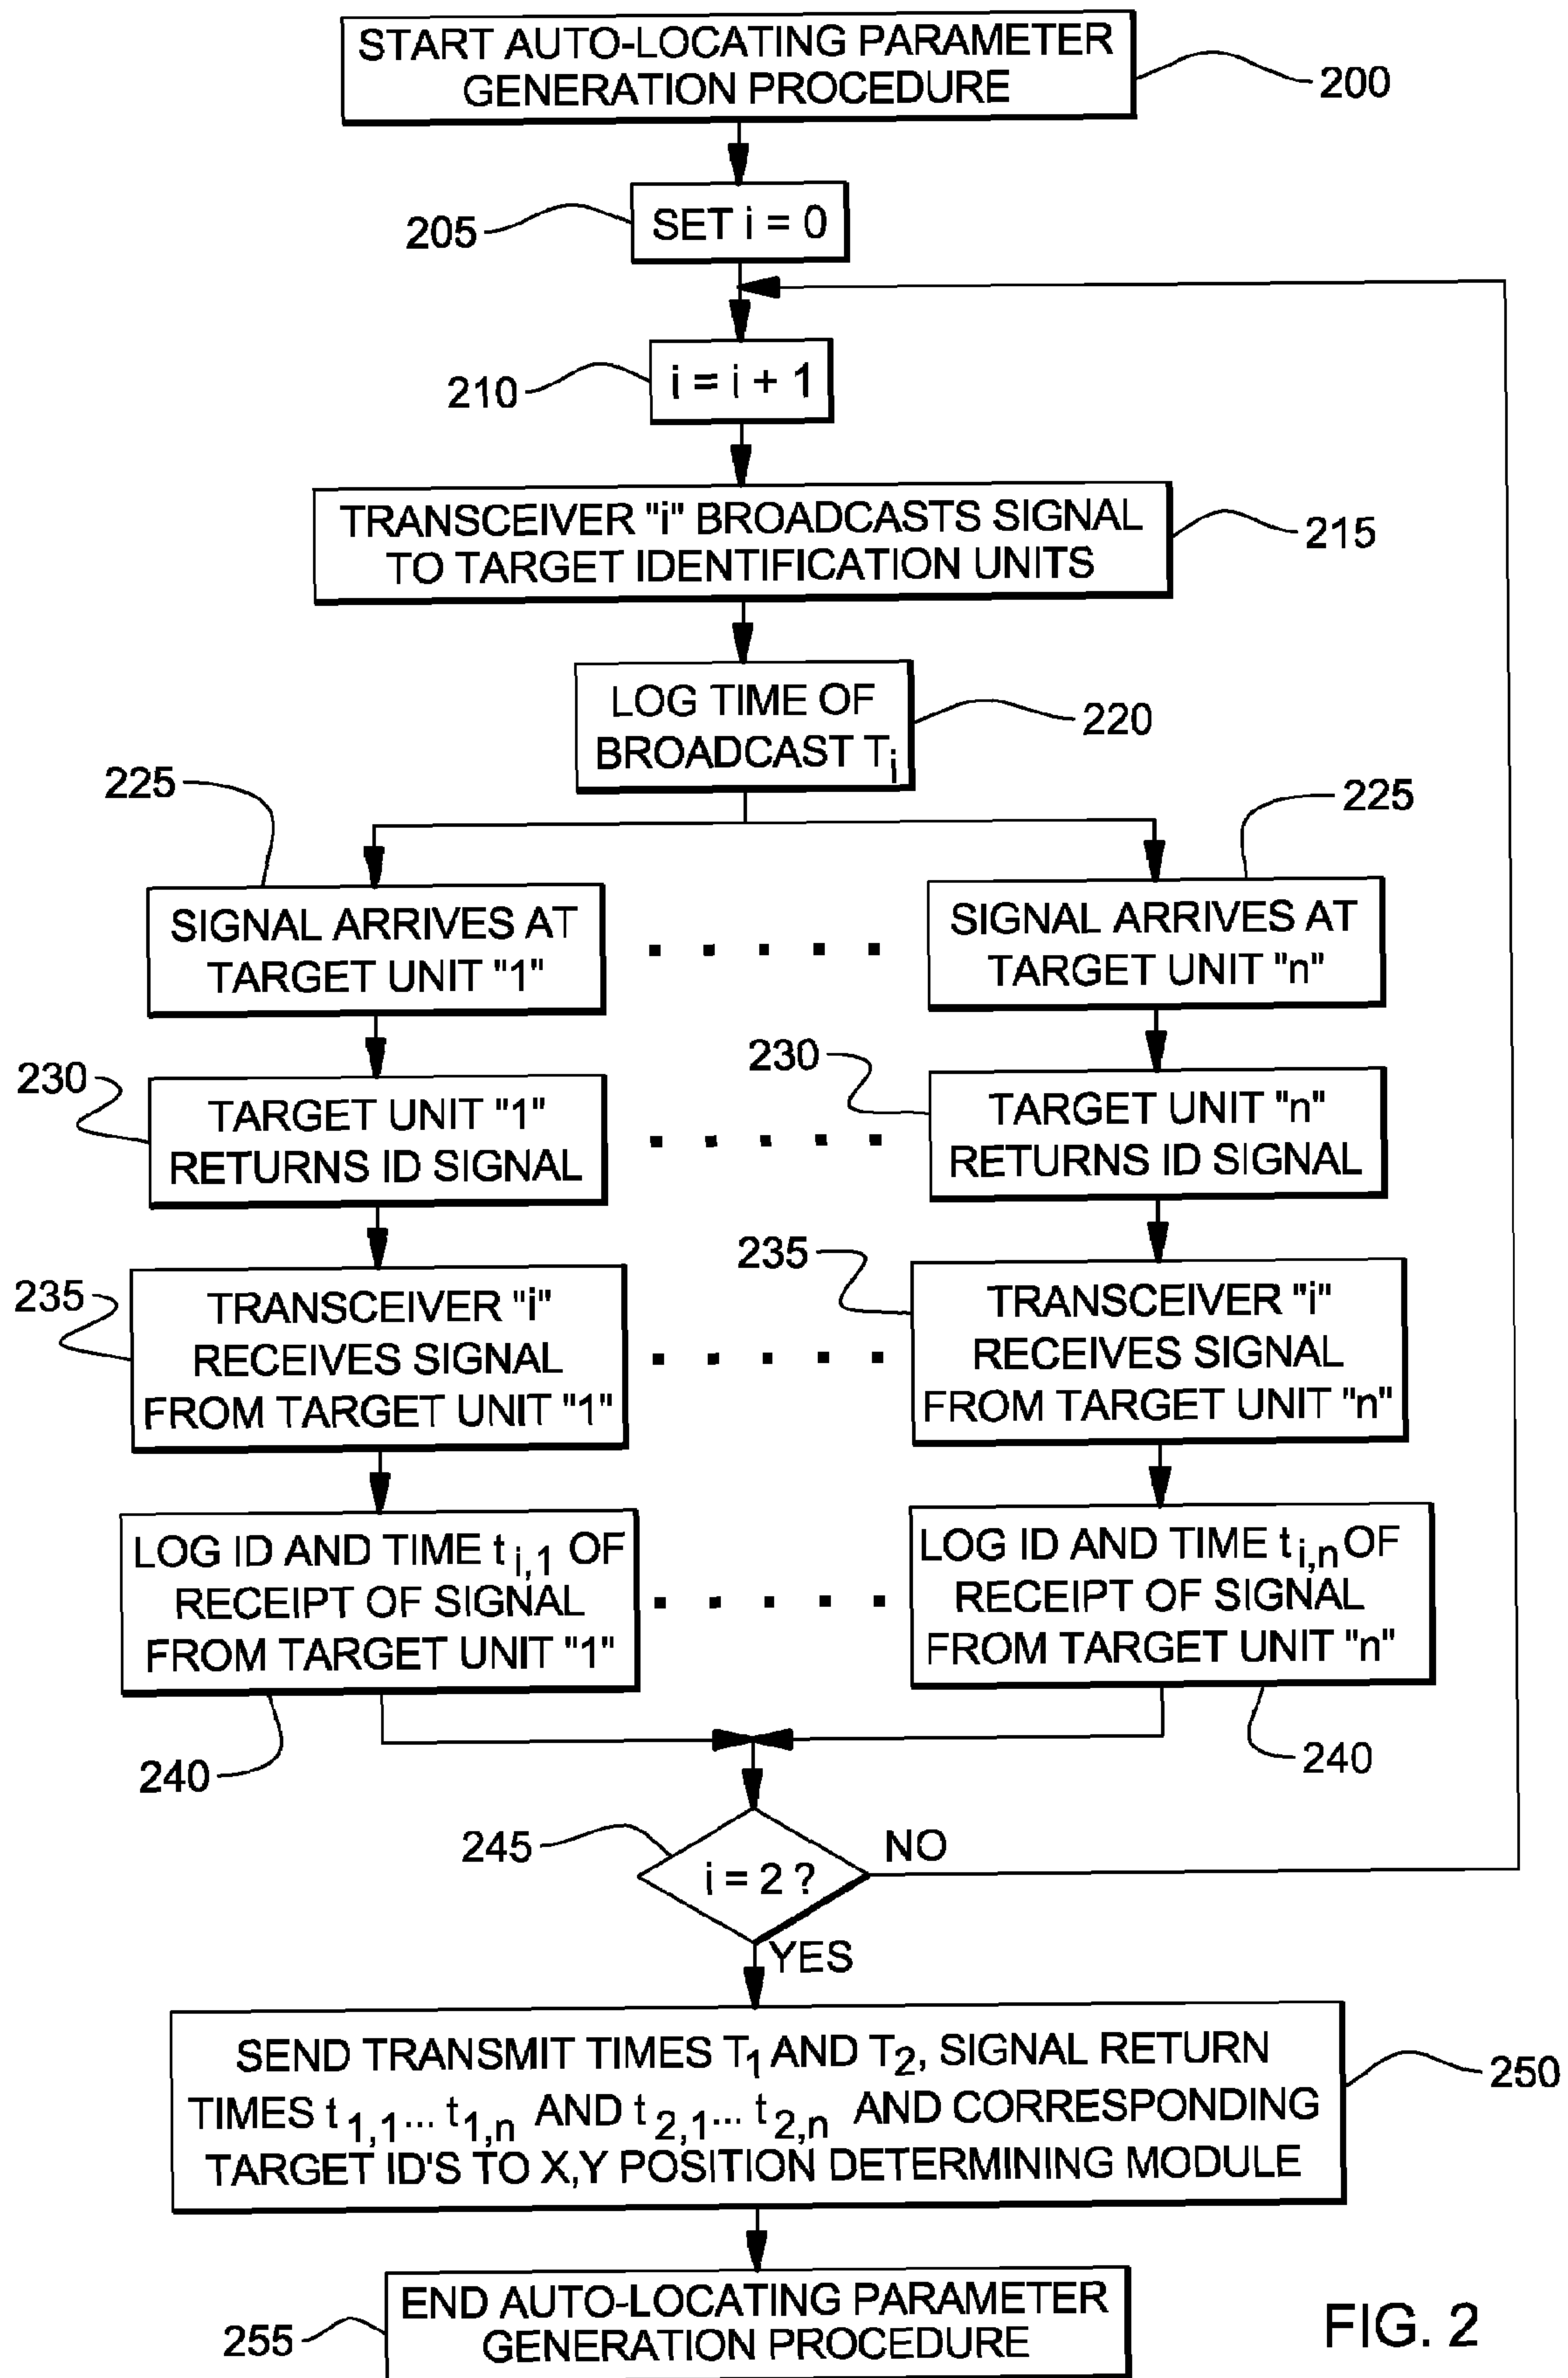 START AUTO-LOCATING PARAMETER
GENERATION PROCEDURE
200
205
SET i = 0
210
i = i + 1
TRANSCEIVER "i" BROADCASTS SIGNAL
TO TARGET IDENTIFICATION UNITS
215
LOG TIME OF
BROADCAST Ti
220
225
225
SIGNAL ARRIVES AT
TARGET UNIT "1"
SIGNAL ARRIVES AT
TARGET UNIT "n"
230
230
TARGET UNIT "1"
RETURNS ID SIGNAL
TARGET UNIT "n"
RETURNS ID SIGNAL
235
235
TRANSCEIVER "i"
RECEIVES SIGNAL
FROM TARGET UNIT "1"
TRANSCEIVER "i"
RECEIVES SIGNAL
FROM TARGET UNIT "n"
LOG ID AND TIME ti,1 OF
RECEIPT OF SIGNAL
FROM TARGET UNIT "1"
LOG ID AND TIME ti,n OF
RECEIPT OF SIGNAL
FROM TARGET UNIT "n"
240
240
245
i = 2 ?
NO
YES
SEND TRANSMIT TIMES T1 AND T2, SIGNAL RETURN
TIMES t1,1... t1,n AND t2,1... t2,n AND CORRESPONDING
TARGET ID'S TO X,Y POSITION DETERMINING MODULE
250
END AUTO-LOCATING PARAMETER
GENERATION PROCEDURE
255
FIG. 2